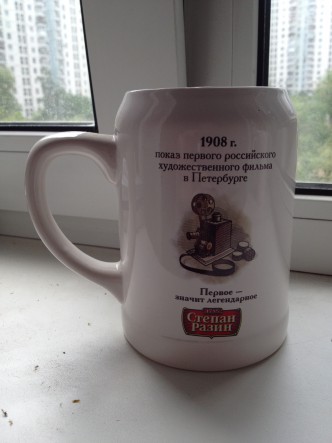 1908 г.
показ первого российского
художественного фильма
в Петербурге
Первое —
значит легендарное
Степан
Разин